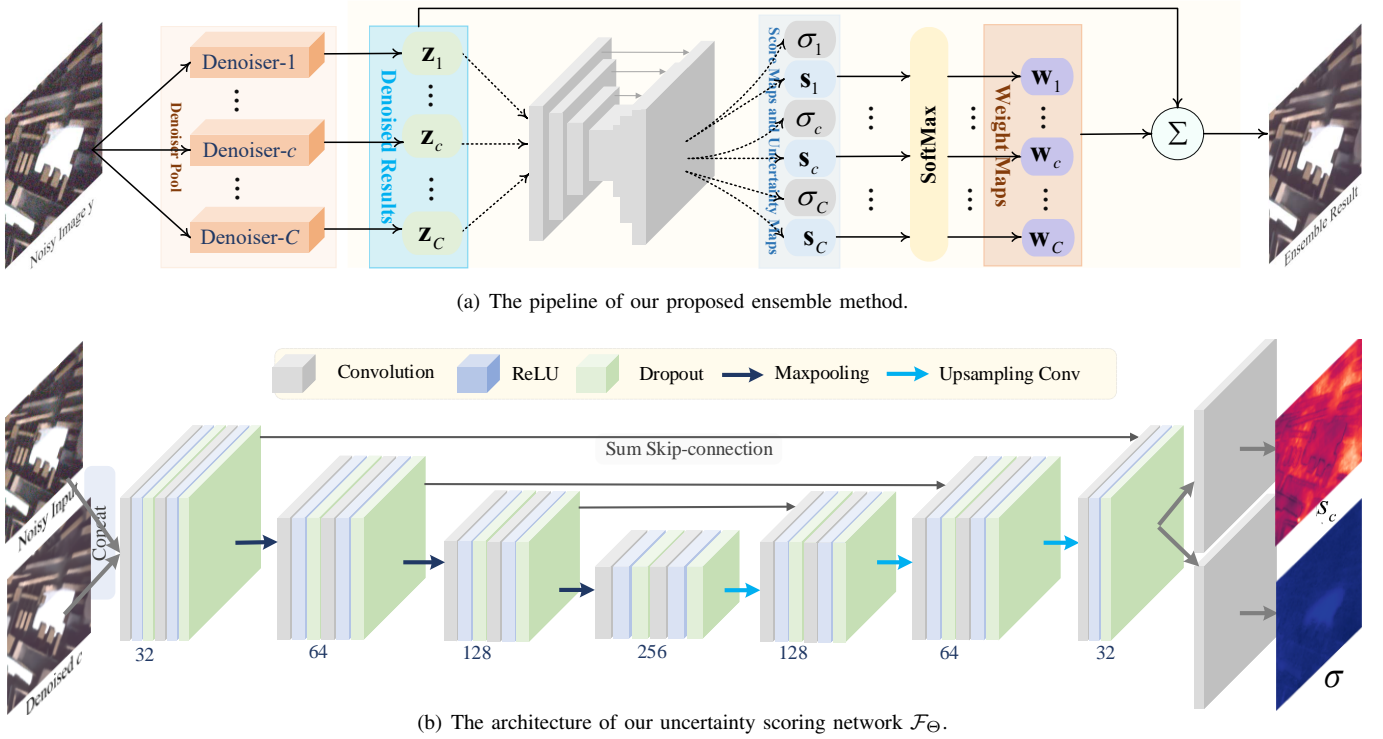 Noisy Image y
Denoiser Pool
Denoiser-1
...
Denoiser-c
...
Denoiser-C
Denoised Results
z1
...
zc
...
zC
Score Maps and Uncertainty Maps
σ1
s1
σc
sc
σC
sC
...
...
SoftMax
...
...
Weight Maps
w1
...
wc
...
wC
Σ
Ensemble Result
(a) The pipeline of our proposed ensemble method.
Convolution
ReLU
Dropout
Maxpooling
Upsampling Conv
Noisy Input
Denoised c
Concat
Sum Skip-connection
32
64
128
256
128
64
32
Sc
σ
(b) The architecture of our uncertainty scoring network FΘ.